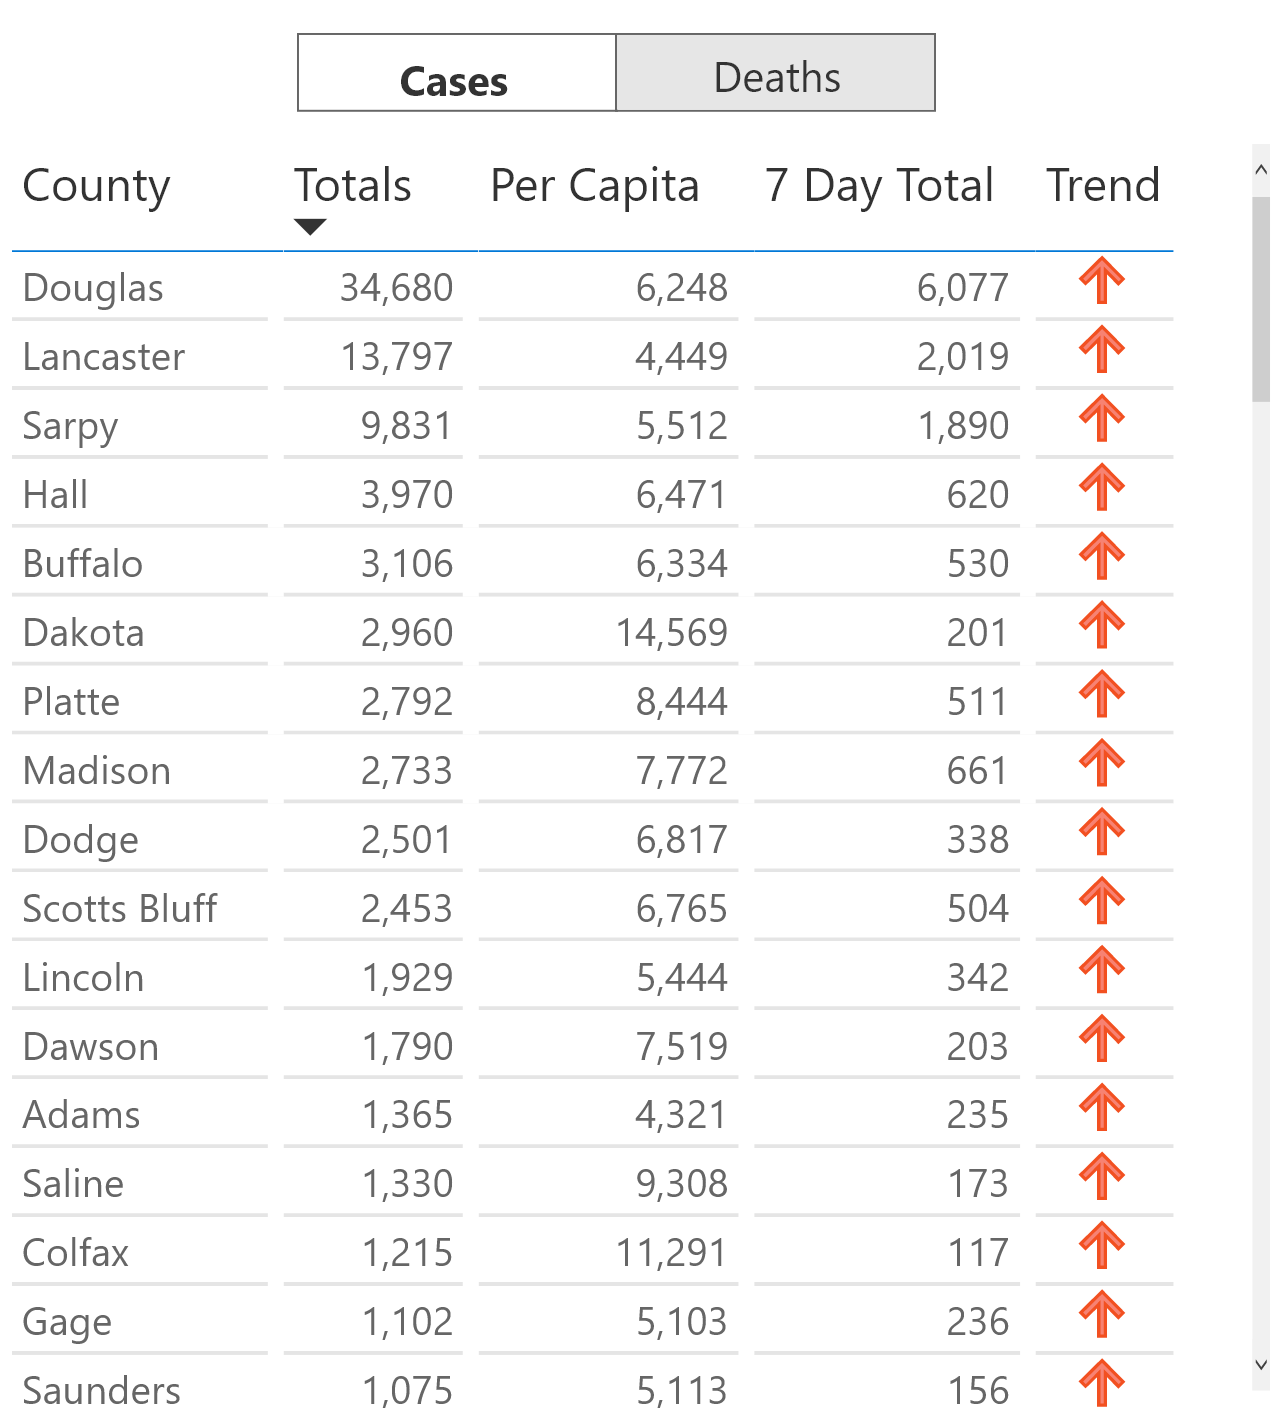 Cases Deaths
County Totals Per Capita 7 Day Total Trend
Douglas 34,680 6,248 6,077
Lancaster 13,797 4,449 2,019
Sarpy 9,831 5,512 1,890
Hall 3,970 6,471 620
Buffalo 3,106 6,334 530
Dakota 2,960 14,569 201
Platte 2,792 8,444 511
Madison 2,733 7,772 661
Dodge 2,501 6,817 338
Scotts Bluff 2,453 6,765 504
Lincoln 1,929 5,444 342
Dawson 1,790 7,519 203
Adams 1,365 4,321 235
Saline 1,330 9,308 173
Colfax 1,215 11,291 117
Gage 1,102 5,103 236
Saunders 1,075 5,113 156